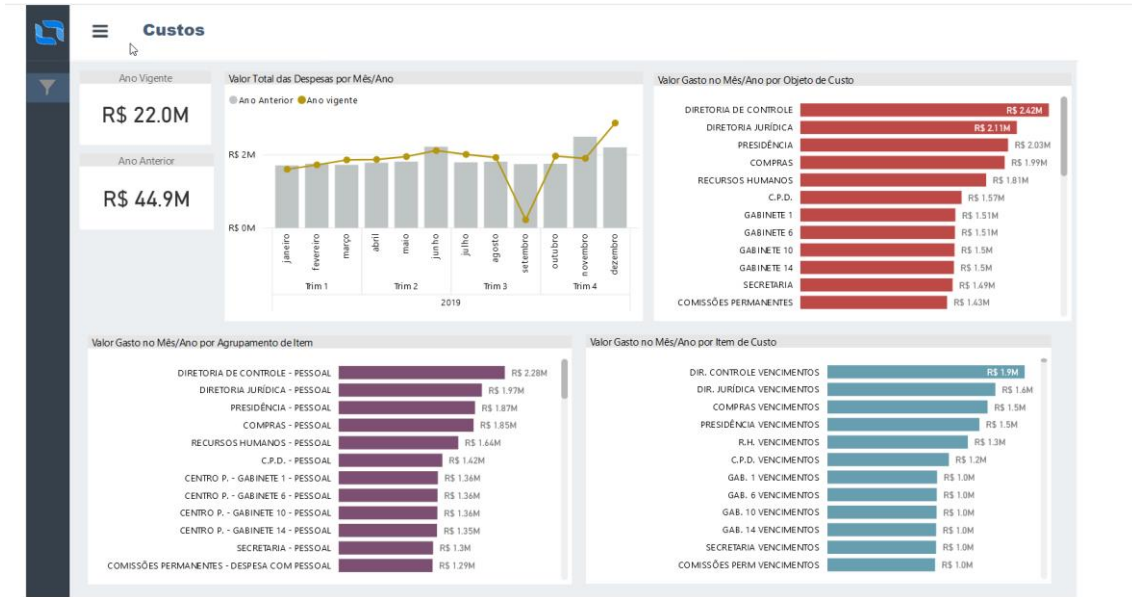 Custos
Ano Vigente
R$ 22.0M
Ano Anterior
R$ 44.9M
Valor Total das Despesas por Mês/Ano
Ano Anterior Ano vigente
R$ 2M
R$ 0M
janeiro fevereiro março abril maio junho julho agosto setembro outubro novembro dezembro
Trim 1 Trim 2 Trim 3 Trim 4
2019
Valor Gasto no Mês/Ano por Objeto de Custo
DIRETORIA DE CONTROLE R$ 2.42M
DIRETORIA JURÍDICA R$ 2.11M
PRESIDÊNCIA R$ 2.03M
COMPRAS R$ 1.99M
RECURSOS HUMANOS R$ 1.81M
C.P.D. R$ 1.57M
GABINETE 1 R$ 1.51M
GABINETE 6 R$ 1.51M
GABINETE 10 R$ 1.5M
GABINETE 14 R$ 1.5M
SECRETARIA R$ 1.49M
COMISSÕES PERMANENTES R$ 1.43M
Valor Gasto no Mês/Ano por Agrupamento de Item
DIRETORIA DE CONTROLE - PESSOAL R$ 2.28M
DIRETORIA JURÍDICA - PESSOAL R$ 1.97M
PRESIDÊNCIA - PESSOAL R$ 1.87M
COMPRAS - PESSOAL R$ 1.85M
RECURSOS HUMANOS - PESSOAL R$ 1.64M
C.P.D. - PESSOAL R$ 1.42M
CENTRO P. - GABINETE 1 - PESSOAL R$ 1.36M
CENTRO P. - GABINETE 6 - PESSOAL R$ 1.36M
CENTRO P. - GABINETE 10 - PESSOAL R$ 1.36M
CENTRO P. - GABINETE 14 - PESSOAL R$ 1.35M
SECRETARIA - PESSOAL R$ 1.3M
COMISSÕES PERMANENTES - DESPESA COM PESSOAL R$ 1.29M
Valor Gasto no Mês/Ano por Item de Custo
DIR. CONTROLE VENCIMENTOS R$ 1.9M
DIR. JURÍDICA VENCIMENTOS R$ 1.6M
COMPRAS VENCIMENTOS R$ 1.5M
PRESIDÊNCIA VENCIMENTOS R$ 1.5M
R.H. VENCIMENTOS R$ 1.3M
C.P.D. VENCIMENTOS R$ 1.2M
GAB. 1 VENCIMENTOS R$ 1.0M
GAB. 6 VENCIMENTOS R$ 1.0M
GAB. 10 VENCIMENTOS R$ 1.0M
GAB. 14 VENCIMENTOS R$ 1.0M
SECRETARIA VENCIMENTOS R$ 1.0M
COMISSÕES PERM VENCIMENTOS R$ 1.0M